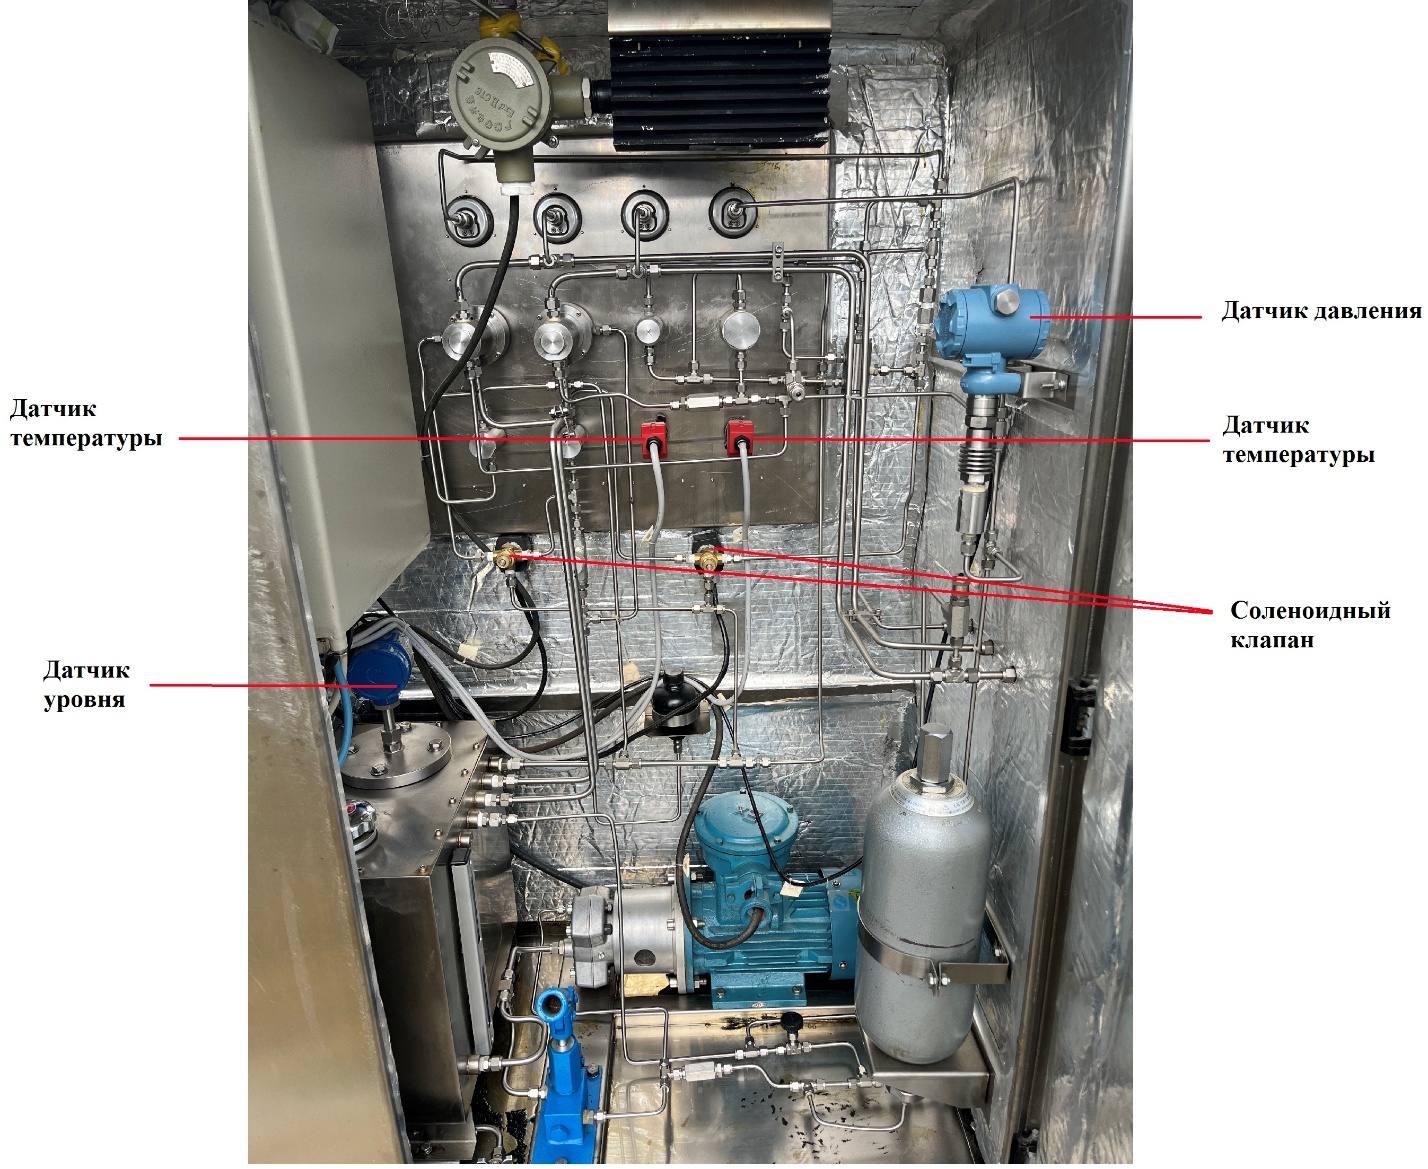 Датчик давления
Датчик
температуры
Датчик
температуры
Соленоидный
клапан
Датчик
уровня